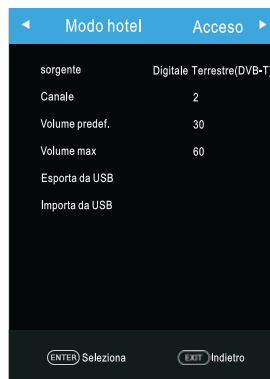 Modo hotel Acceso
sorgente Digitale Terrestre(DVB-T)
Canale 2
Volume predef. 30
Volume max 60
Esporta da USB
Importa da USB
ENTER Seleziona EXIT Indietro